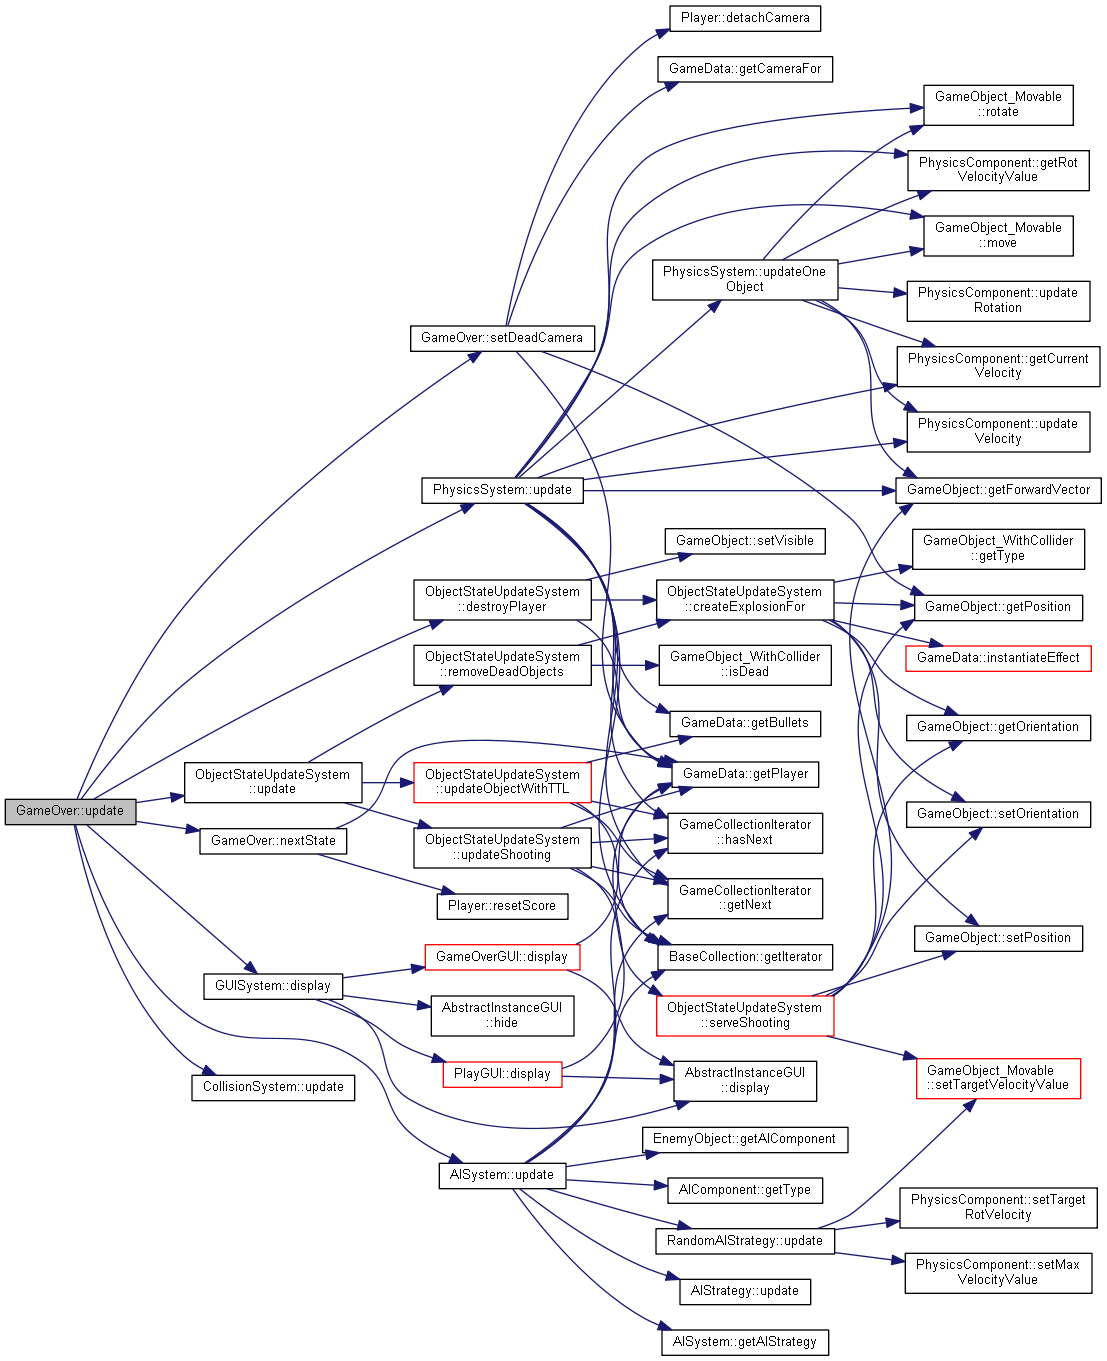 Player::detachCamera
GameData::getCameraFor
GameObject_Movable
::rotate
PhysicsComponent::getRot
VelocityValue
GameObject_Movable
::move
PhysicsSystem::updateOne
Object
PhysicsComponent::update
Rotation
GameOver::setDeadCamera
PhysicsComponent::getCurrent
Velocity
PhysicsComponent::update
Velocity
PhysicsSystem::update
GameObject::getForwardVector
GameObject::setVisible
GameObject_WithCollider
::getType
ObjectStateUpdateSystem
::destroyPlayer
ObjectStateUpdateSystem
::createExplosionFor
GameObject::getPosition
ObjectStateUpdateSystem
::removeDeadObjects
GameObject_WithCollider
::isDead
GameData::instantiateEffect
GameData::getBullets
GameObject::getOrientation
ObjectStateUpdateSystem
::update
ObjectStateUpdateSystem
::updateObjectWithTTL
GameData::getPlayer
GameOver::update
GameOver::nextState
ObjectStateUpdateSystem
::updateShooting
GameCollectionIterator
::hasNext
GameObject::setOrientation
Player::resetScore
GameCollectionIterator
::getNext
GameObject::setPosition
GameOverGUI::display
BaseCollection::getIterator
GUISystem::display
AbstractInstanceGUI
::hide
ObjectStateUpdateSystem
::serveShooting
CollisionSystem::update
PlayGUI::display
AbstractInstanceGUI
::display
GameObject_Movable
::setTargetVelocityValue
EnemyObject::getAIComponent
AISystem::update
AIComponent::getType
PhysicsComponent::setTarget
RotVelocity
RandomAIStrategy::update
PhysicsComponent::setMax
VelocityValue
AIStrategy::update
AISystem::getAIStrategy